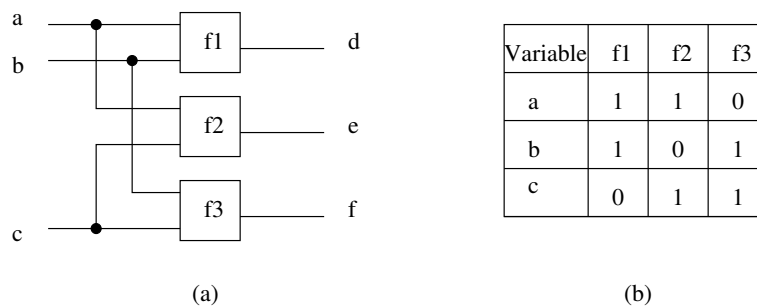 a
f1
d
b
f2
e
f3
f
c
(a)
Variable f1 f2 f3
a 1 1 0
b 1 0 1
c 0 1 1
(b)